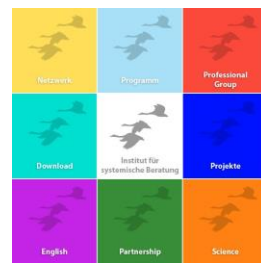 Netzwerk
Programm
Professional
Group
Download
Institut für
systemische Beratung
Projekte
English
Partnership
Science